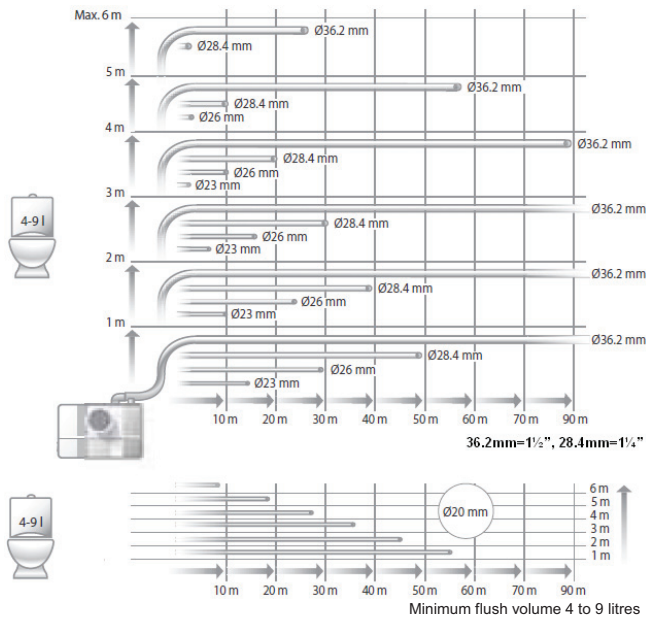 Max. 6 m
Ø36.2 mm
Ø28.4 mm
5 m
Ø36.2 mm
Ø28.4 mm
Ø26 mm
4 m
Ø36.2 mm
Ø28.4 mm
Ø26 mm
Ø23 mm
3 m
4-9 l
Ø36.2 mm
Ø28.4 mm
Ø26 mm
Ø23 mm
2 m
Ø36.2 mm
Ø28.4 mm
Ø26 mm
Ø23 mm
1 m
Ø36.2 mm
Ø28.4 mm
Ø26 mm
Ø23 mm
10 m 20 m 30 m 40 m 50 m 60 m 70 m 90 m
36.2mm=1½”, 28.4mm=1¼”
6 m
5 m
4-9 l
Ø20 mm
4 m
3 m
2 m
1 m
10 m 20 m 30 m 40 m 50 m 60 m 70 m 90 m
Minimum flush volume 4 to 9 litres